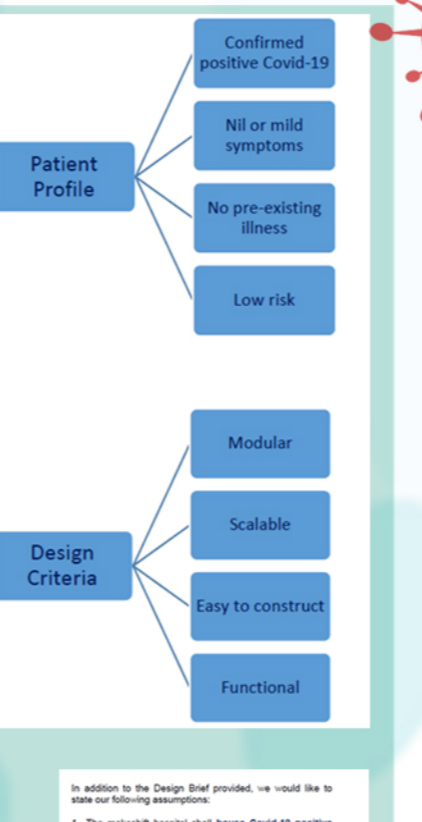 Confirmed
positive Covid-19
Nil or mild
symptoms
Patient
Profile
No pre-existing
illness
Low risk
Modular
Scalable
Design
Criteria
Easy to construct
Functional
In addition to the Design Brief provided, we would like to
state our following assumptions: